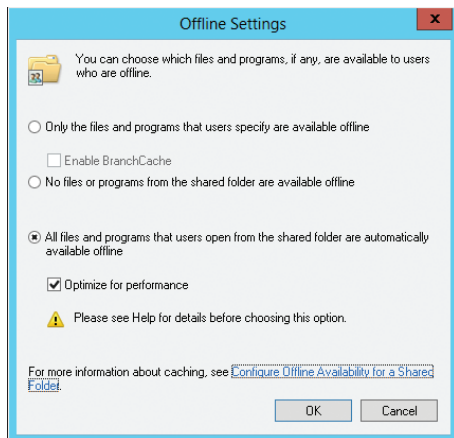 Offline Settings
x
You can choose which files and programs, if any, are available to users
who are offline.
Only the files and programs that users specify are available offline
Enable BranchCache
No files or programs from the shared folder are available offline
All files and programs that users open from the shared folder are automatically
available offline
Optimize for performance
Please see Help for details before choosing this option.
For more information about caching, see Configure Offline Availability for a Shared
Folder.
OK Cancel